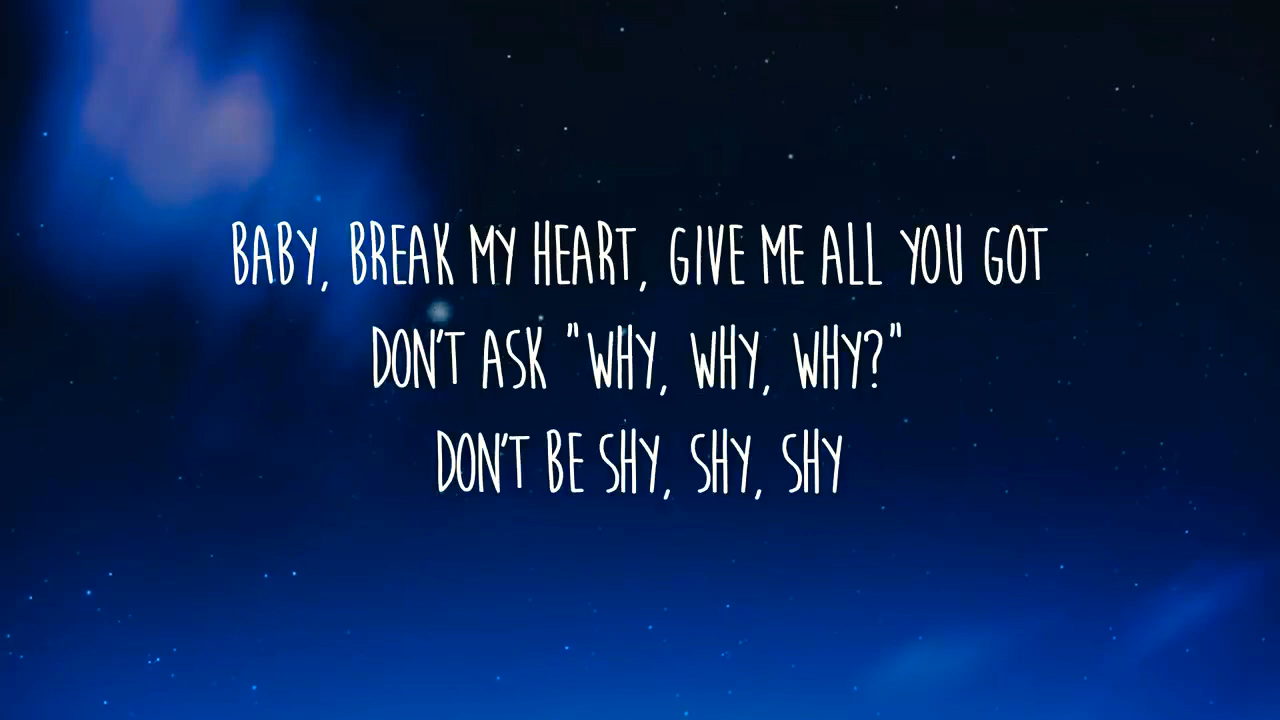 BABY, BREAK MY HEART, GIVE ME ALL YOU GOT
DON'T ASK "WHY, WHY, WHY?"
DON'T BE SHY, SHY, SHY